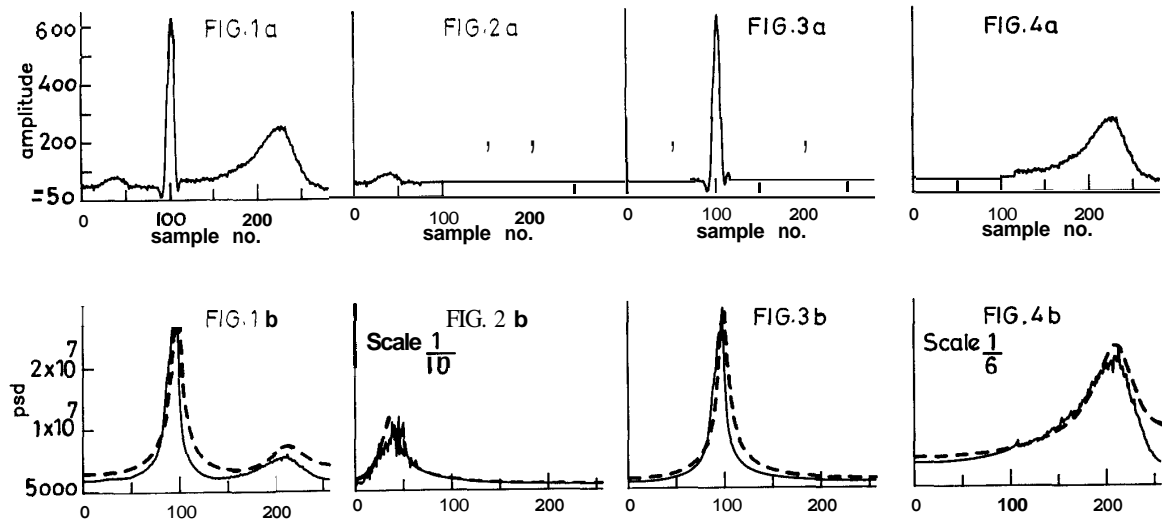 FIG.1a
FIG.2a
FIG.3a
FIG.4a
amplitude
600
400
200
-50
0 100 200
sample no.
0 100 200
sample no.
0 100 200
sample no.
0 100 200
sample no.
FIG.1b
FIG. 2 b
FIG.3b
FIG.4b
Scale 1/10
Scale 1/6
psd
2x10^7
1x10^7
5000
0 100 200
0 100 200
0 100 200
0 100 200